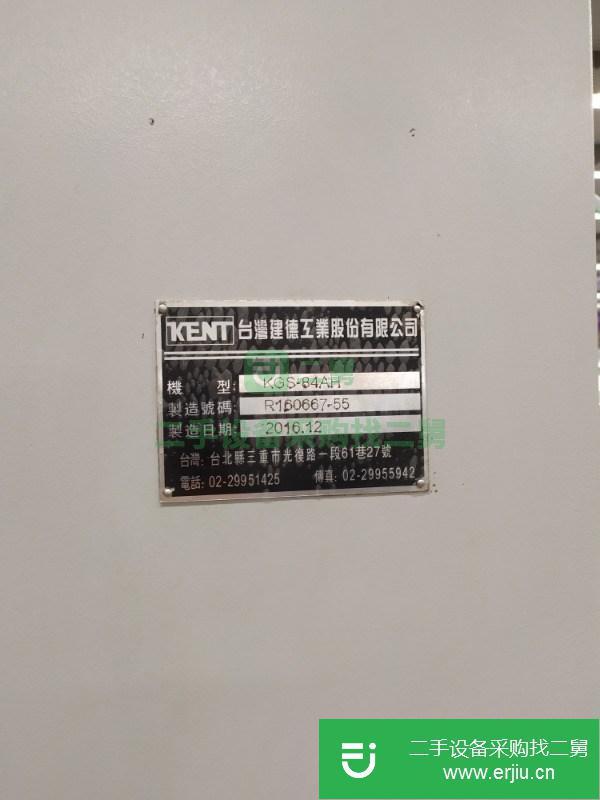 KENT 台灣建德工業股份有限公司
二舅
機 型: KGS-84AH
製造號碼: R160667-55
製造日期: 2016.12
二手设备采购找二舅
台灣: 台北縣三重市光復路一段61巷27號
電話: 02-29951425 傳真: 02-29955942
二手设备采购找二舅
www.erjiu.cn